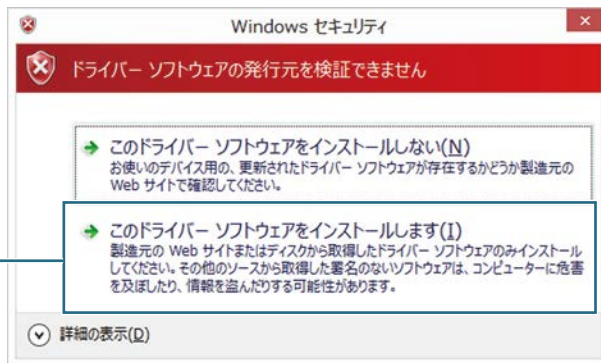 Windows セキュリティ
ドライバー ソフトウェアの発行元を検証できません
このドライバー ソフトウェアをインストールしない(N)
お使いのデバイス用の、更新されたドライバー ソフトウェアが存在するかどうか製造元の
Web サイトで確認してください。
このドライバー ソフトウェアをインストールします(I)
製造元の Web サイトまたはディスクから取得したドライバー ソフトウェアのみインストール
してください。その他のソースから取得した署名のないソフトウェアは、コンピューターに危害
を及ぼしたり、情報を盗んだりする可能性があります。
詳細の表示(D)